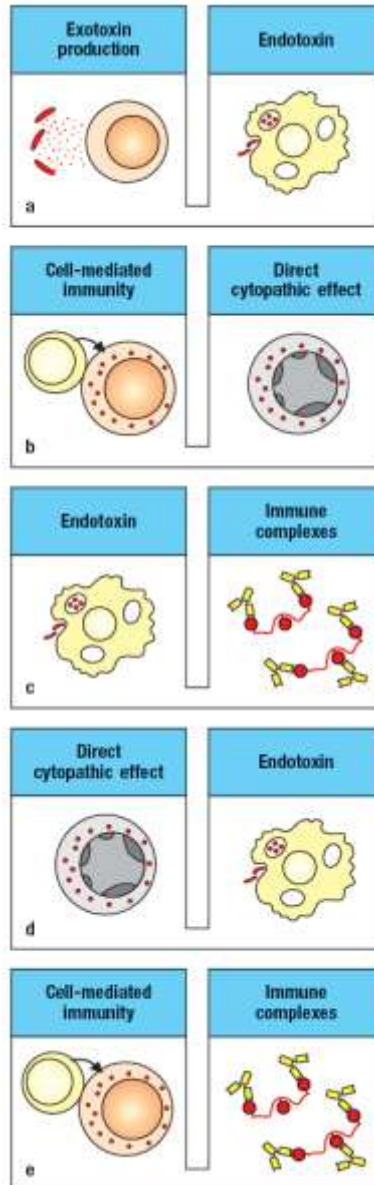 Exotoxin
production
Endotoxin
a
Cell-mediated
immunity
Direct
cytopathic effect
b
Endotoxin
Immune
complexes
c
Direct
cytopathic effect
Endotoxin
d
Cell-mediated
immunity
Immune
complexes
e